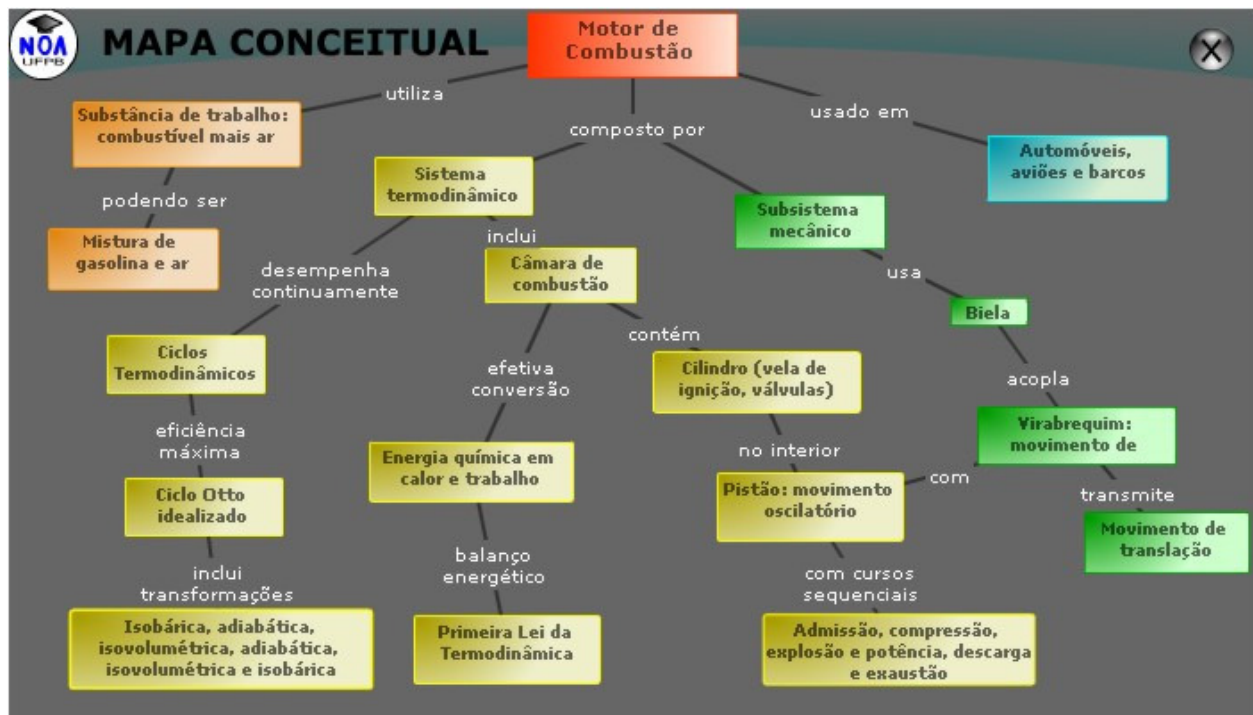 NOA
UFPB
MAPA CONCEITUAL
Motor de
Combustão
utiliza
composto por
usado em
Substância de trabalho:
combustível mais ar
Automóveis,
aviões e barcos
Sistema
termodinâmico
podendo ser
Subsistema
mecânico
Mistura de
gasolina e ar
inclui
desempenha
continuamente
Câmara de
combustão
usa
Biela
Ciclos
Termodinâmicos
contém
efetiva
conversão
Cilindro (vela de
ignição, válvulas)
acopla
Virabrequim:
movimento de
eficiência
máxima
Energia química em
calor e trabalho
no interior
com
Ciclo Otto
idealizado
Pistão: movimento
oscilatório
transmite
Movimento de
translação
inclui
transformações
balanço
energético
com cursos
sequenciais
Isobárica, adiabática,
isovolumétrica, adiabática,
isovolumétrica e isobárica
Primeira Lei da
Termodinâmica
Admissão, compressão,
explosão e potência, descarga
e exaustão